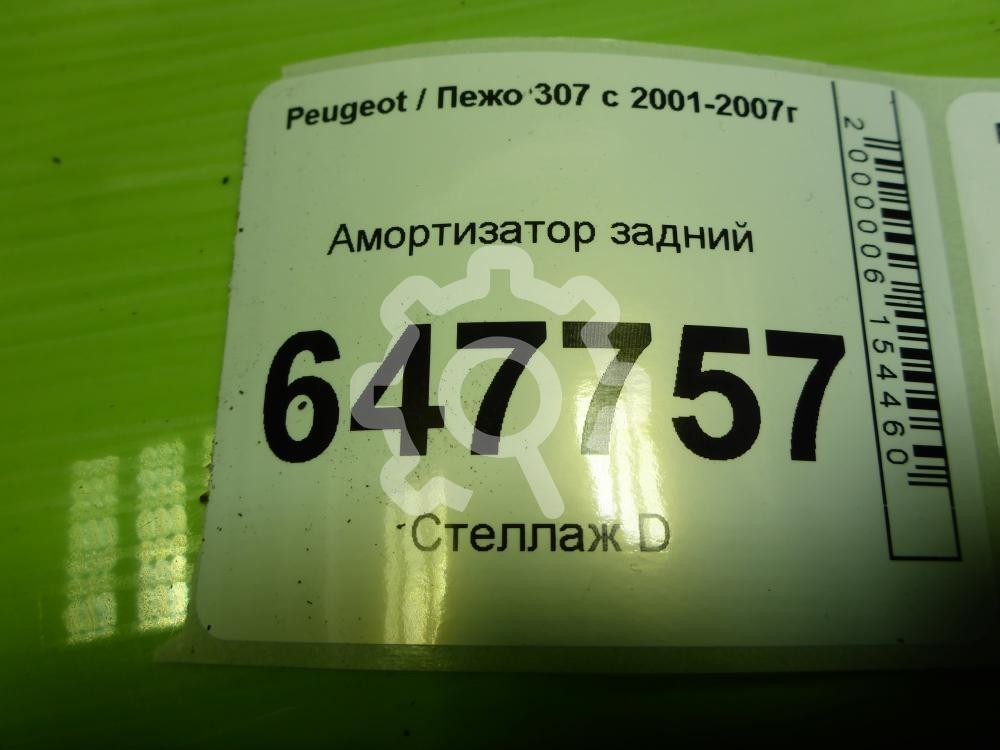 Peugeot / Пежо 307 с 2001-2007г
Амортизатор задний
647757
Стеллаж D
2000006154460